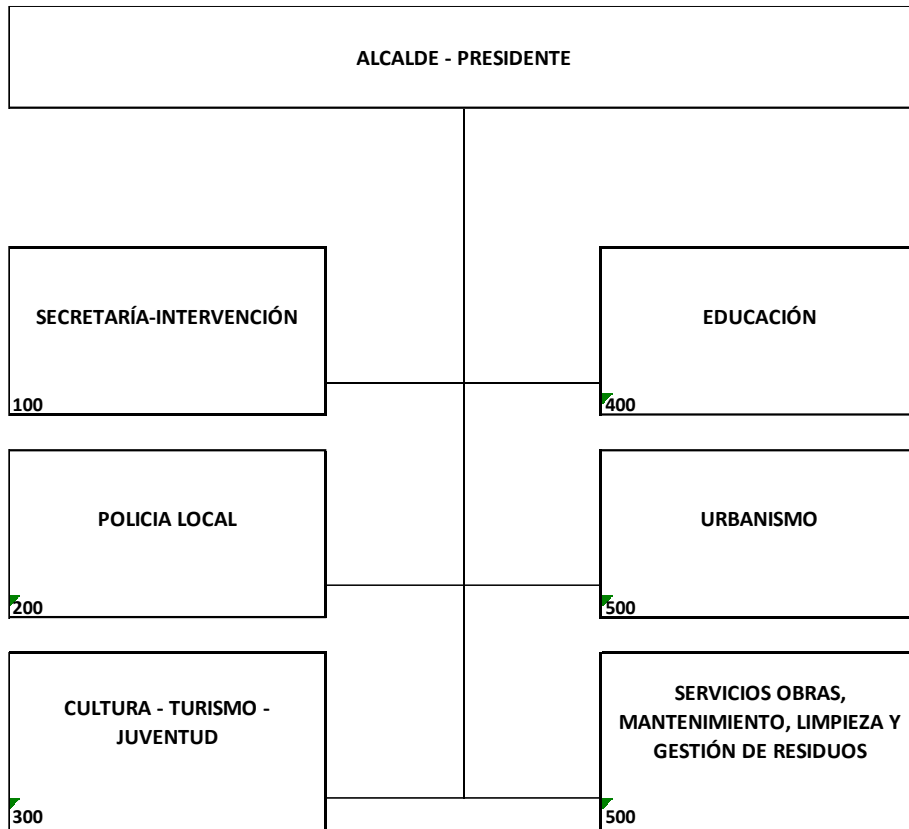 ALCALDE - PRESIDENTE
SECRETARÍA-INTERVENCIÓN
100
EDUCACIÓN
400
POLICIA LOCAL
200
URBANISMO
500
CULTURA - TURISMO -
JUVENTUD
300
SERVICIOS OBRAS,
MANTENIMIENTO, LIMPIEZA Y
GESTIÓN DE RESIDUOS
500